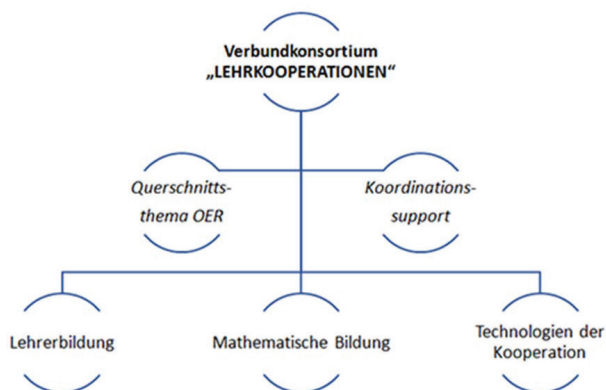 Verbundkonsortium
„LEHRKOOPERATIONEN“
Querschnitts-
thema OER
Koordinations-
support
Lehrerbildung
Mathematische Bildung
Technologien der
Kooperation